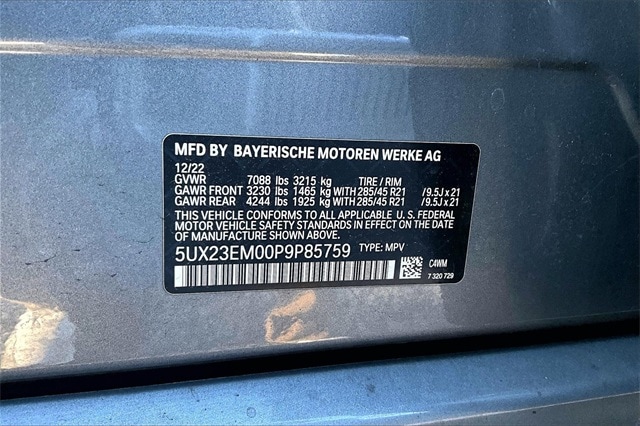 MFD BY BAYERISCHE MOTOREN WERKE AG
12/22
GVWR 7088 lbs 3215 kg TIRE / RIM
GAWR FRONT 3230 lbs 1465 kg WITH 285/45 R21 /9.5J x 21
GAWR REAR 4244 lbs 1925 kg WITH 285/45 R21 /9.5J x 21
THIS VEHICLE CONFORMS TO ALL APPLICABLE U. S. FEDERAL
MOTOR VEHICLE SAFETY STANDARDS IN EFFECT ON THE DATE
OF MANUFACTURE SHOWN ABOVE.
5UX23EM00P9P85759 TYPE: MPV
C4WM
7 320 729